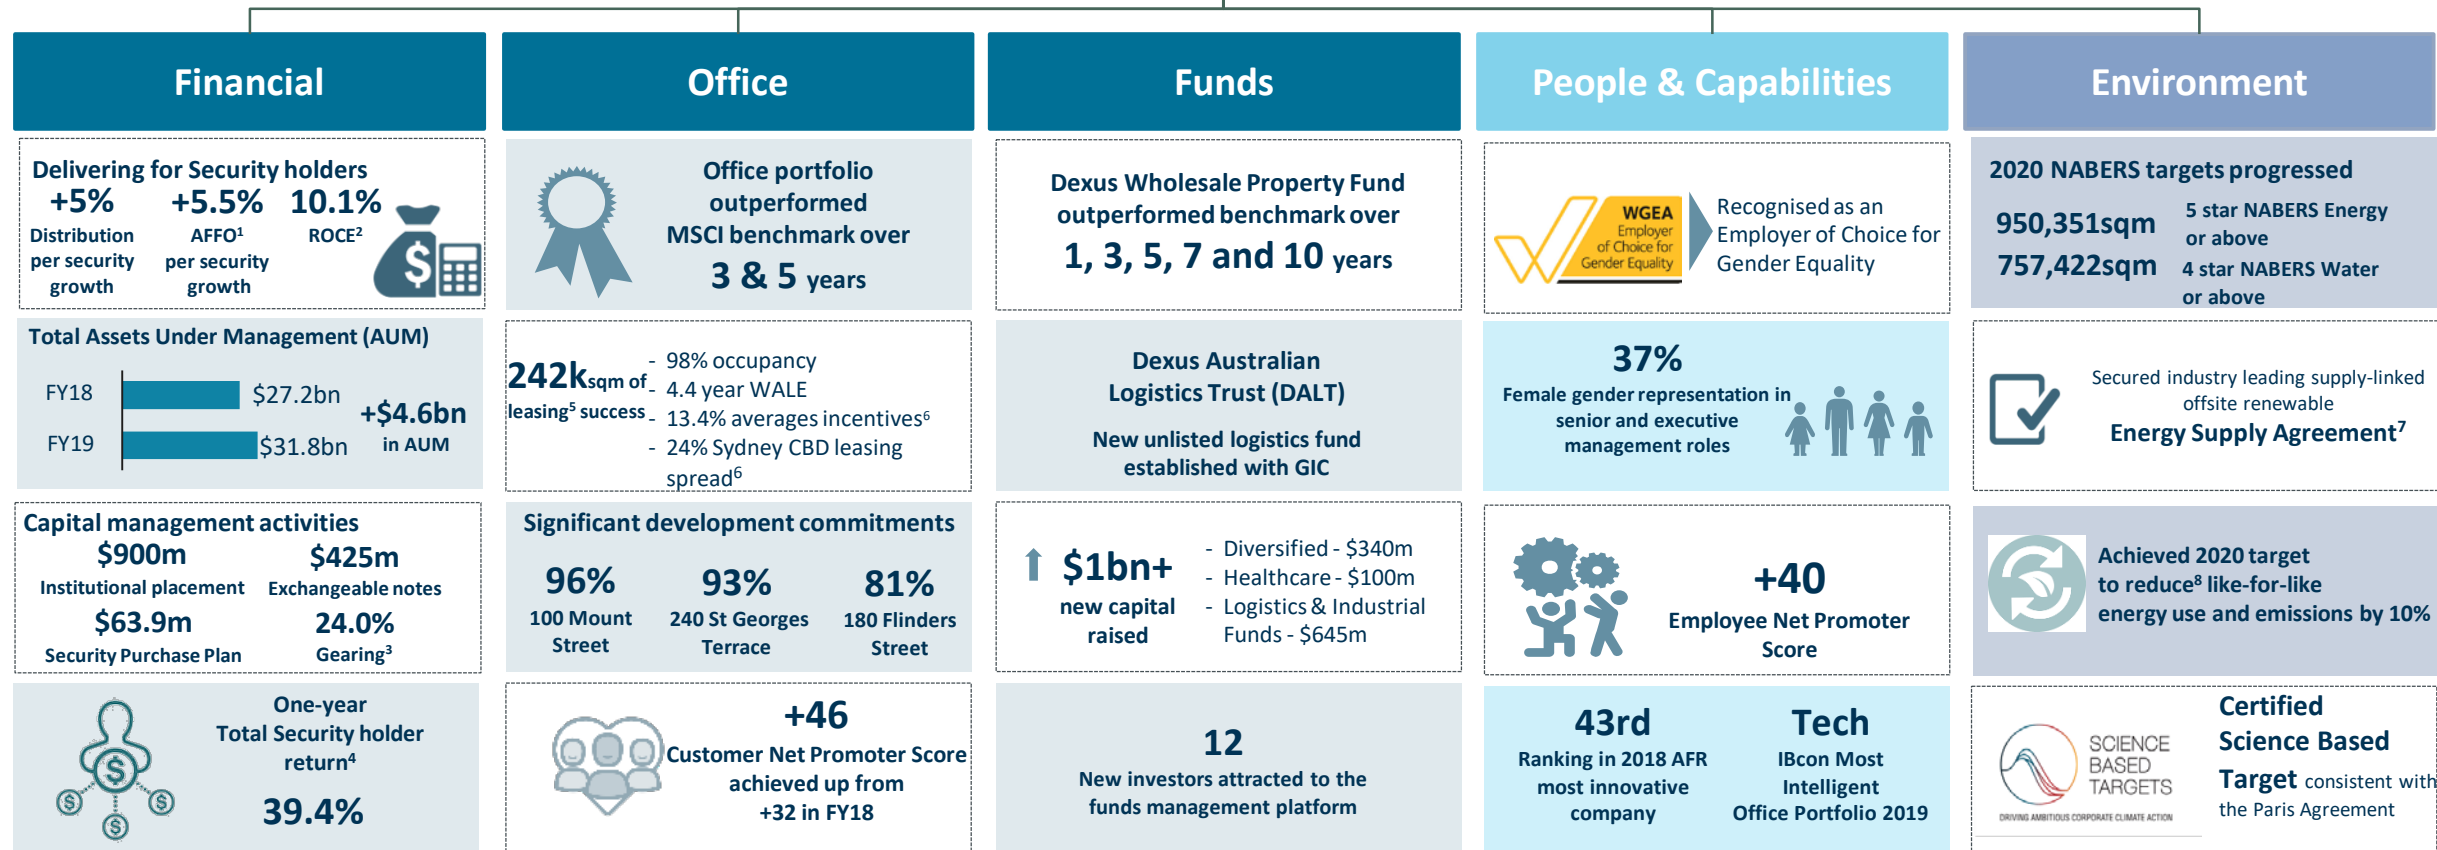 Financial
Delivering for Security holders
+5%
Distribution
per security
growth
+5.5%
AFFO¹
per security
growth
10.1%
ROCE²
$
Total Assets Under Management (AUM)
FY18
$27.2bn
FY19
$31.8bn
+$4.6bn
in AUM
Capital management activities
$900m
Institutional placement
$425m
Exchangeable notes
$63.9m
Security Purchase Plan
24.0%
Gearing³
$
$
$
$
One-year
Total Security holder
return⁴
39.4%
Office
Office portfolio
outperformed
MSCI benchmark over
3 & 5 years
242ksqm of
leasing⁵ success
- 98% occupancy
- 4.4 year WALE
- 13.4% averages incentives⁶
- 24% Sydney CBD leasing
spread⁶
Significant development commitments
96%
100 Mount
Street
93%
240 St Georges
Terrace
81%
180 Flinders
Street
+46
Customer Net Promoter Score
achieved up from
+32 in FY18
Funds
Dexus Wholesale Property Fund
outperformed benchmark over
1, 3, 5, 7 and 10 years
Dexus Australian
Logistics Trust (DALT)
New unlisted logistics fund
established with GIC
$1bn+
new capital
raised
- Diversified - $340m
- Healthcare - $100m
- Logistics & Industrial
Funds - $645m
12
New investors attracted to the
funds management platform
People & Capabilities
WGEA
Employer
of Choice for
Gender Equality
Recognised as an
Employer of Choice for
Gender Equality
37%
Female gender representation in
senior and executive
management roles
+40
Employee Net Promoter
Score
43rd
Ranking in 2018 AFR
most innovative
company
Tech
IBcon Most
Intelligent
Office Portfolio 2019
Environment
2020 NABERS targets progressed
950,351sqm
5 star NABERS Energy
or above
757,422sqm
4 star NABERS Water
or above
Secured industry leading supply-linked
offsite renewable
Energy Supply Agreement⁷
Achieved 2020 target
to reduce⁸ like-for-like
energy use and emissions by 10%
SCIENCE
BASED
TARGETS
DRIVING AMBITIOUS CORPORATE CLIMATE ACTION
Certified
Science Based
Target consistent with
the Paris Agreement